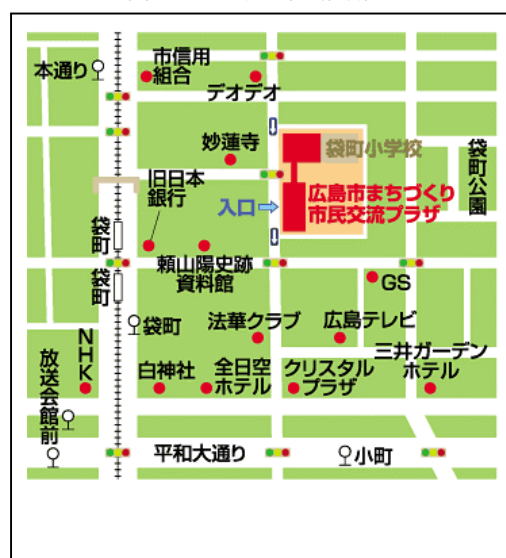 市信用
組合
本通り
デオデオ
妙蓮寺
袋町小学校
袋町公園
旧日本
銀行
入口
広島市まちづくり
市民交流プラザ
袋町
頼山陽史跡
資料館
袋町
GS
袋町
法華クラブ
広島テレビ
NHK
放送会館前
白神社
全日空
ホテル
クリスタル
プラザ
三井ガーデン
ホテル
平和大通り
小町